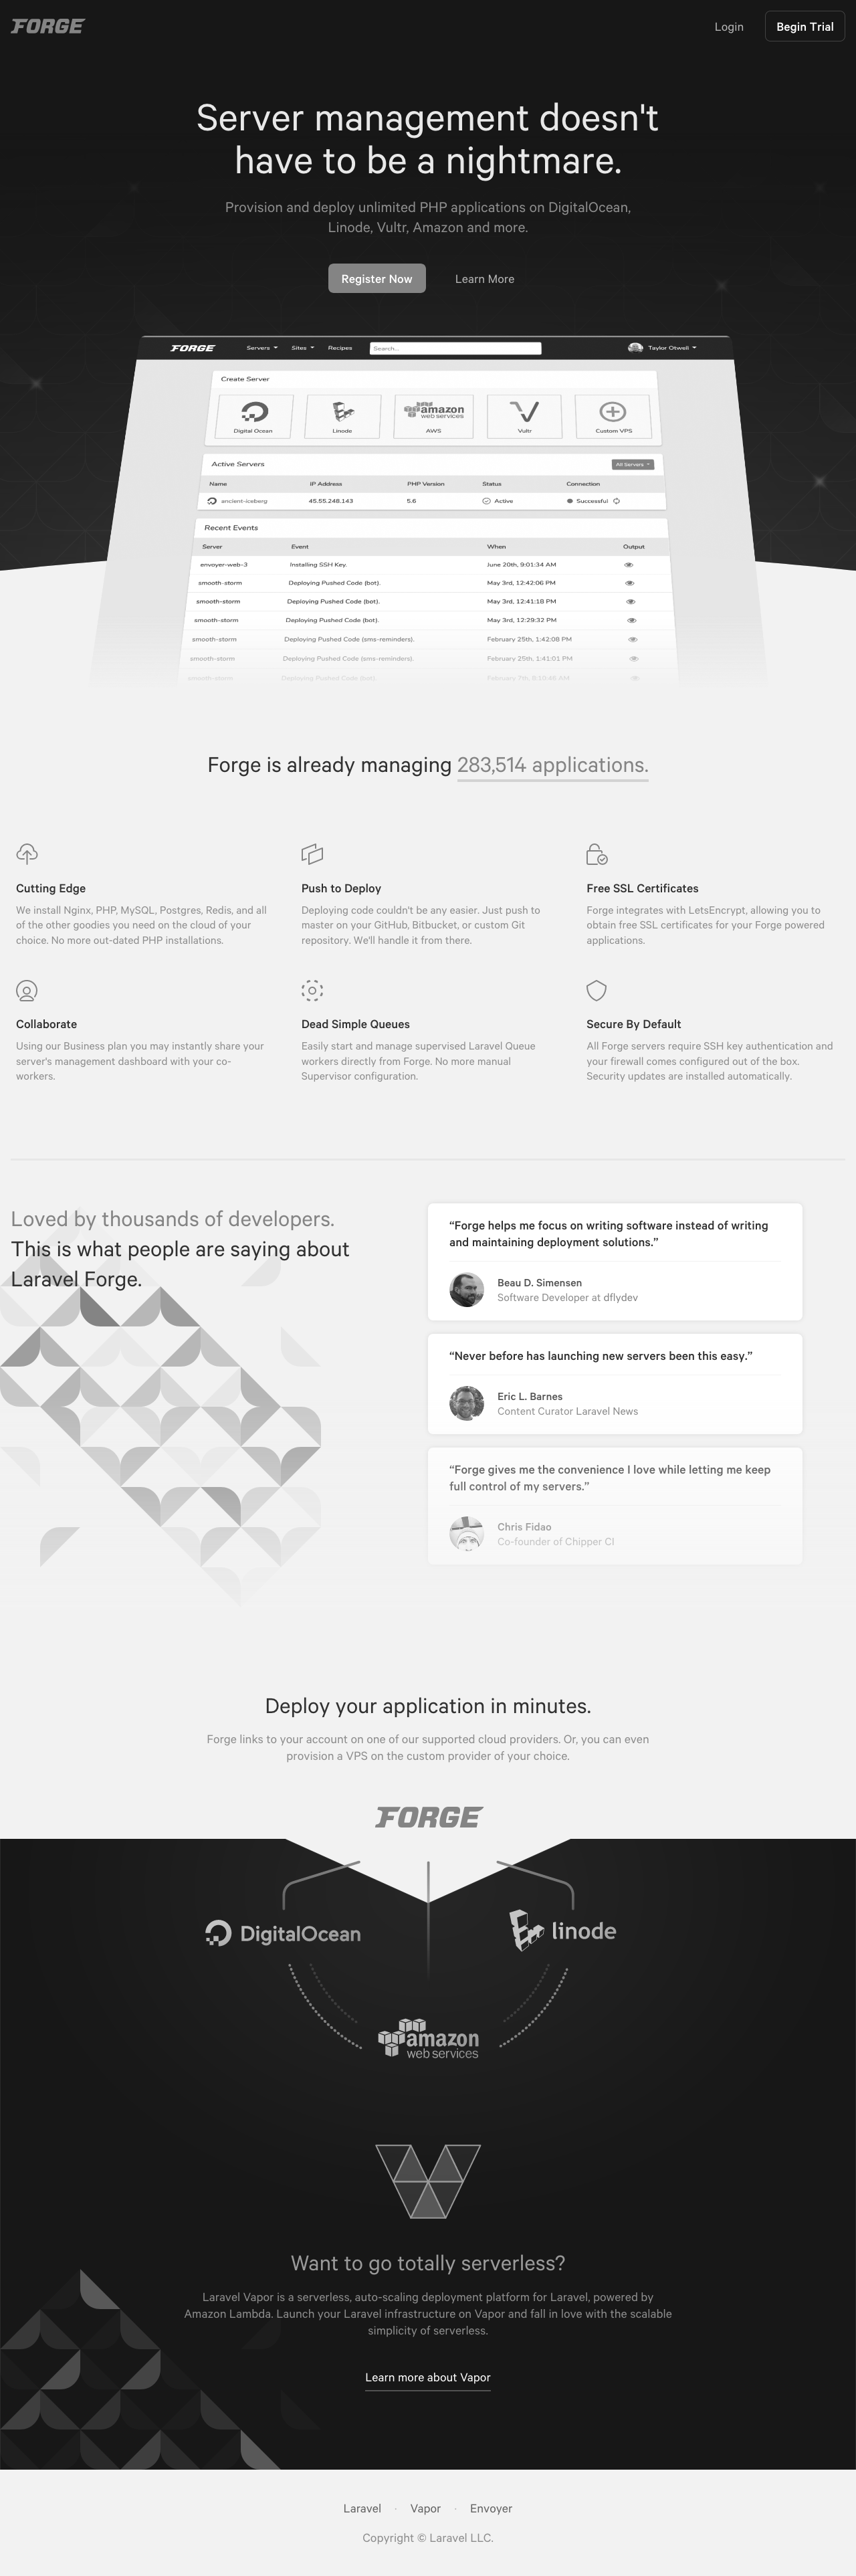 FORGE
Login
Begin Trial
Server management doesn't
have to be a nightmare.
Provision and deploy unlimited PHP applications on DigitalOcean,
Linode, Vultr, Amazon and more.
Register Now
Learn More
FORGE
Servers
Sites
Recipes
Search...
Taylor Otwell
Create Server
Digital Ocean
Linode
amazon
web services
AWS
Vultr
Custom VPS
Active Servers
All Servers
Name IP Address PHP Version Status Connection
ancient-iceberg 45.55.248.143 5.6 Active Successful
Recent Events
Server Event When Output
envoyer-web-3 Installing SSH Key. June 20th, 9:01:34 AM
smooth-storm Deploying Pushed Code (bot). May 3rd, 12:42:06 PM
smooth-storm Deploying Pushed Code (bot). May 3rd, 12:41:18 PM
smooth-storm Deploying Pushed Code (bot). May 3rd, 12:29:32 PM
smooth-storm Deploying Pushed Code (sms-reminders). February 25th, 1:42:08 PM
smooth-storm Deploying Pushed Code (sms-reminders). February 25th, 1:41:01 PM
smooth-storm Deploying Pushed Code (bot). February 7th,
Forge is already managing 283,514 applications.
Cutting Edge
We install Nginx, PHP, MySQL, Postgres, Redis, and all
of the other goodies you need on the cloud of your
choice. No more out-dated PHP installations.
Push to Deploy
Deploying code couldn't be any easier. Just push to
master on your GitHub, Bitbucket, or custom Git
repository. We'll handle it from there.
Free SSL Certificates
Forge integrates with LetsEncrypt, allowing you to
obtain free SSL certificates for your Forge powered
applications.
Collaborate
Using our Business plan you may instantly share your
server's management dashboard with your co-
workers.
Dead Simple Queues
Easily start and manage supervised Laravel Queue
workers directly from Forge. No more manual
Supervisor configuration.
Secure By Default
All Forge servers require SSH key authentication and
your firewall comes configured out of the box.
Security updates are installed automatically.
Loved by thousands of developers.
This is what people are saying about
Laravel Forge.
“Forge helps me focus on writing software instead of writing
and maintaining deployment solutions.”
Beau D. Simensen
Software Developer at dflydev
“Never before has launching new servers been this easy.”
Eric L. Barnes
Content Curator Laravel News
“Forge gives me the convenience I love while letting me keep
full control of my servers.”
Chris Fidao
Co-founder of Chipper CI
Deploy your application in minutes.
Forge links to your account on one of our supported cloud providers. Or, you can even
provision a VPS on the custom provider of your choice.
FORGE
DigitalOcean
linode
amazon
web services
Want to go totally serverless?
Laravel Vapor is a serverless, auto-scaling deployment platform for Laravel, powered by
Amazon Lambda. Launch your Laravel infrastructure on Vapor and fall in love with the scalable
simplicity of serverless.
Learn more about Vapor
Laravel · Vapor · Envoyer
Copyright © Laravel LLC.